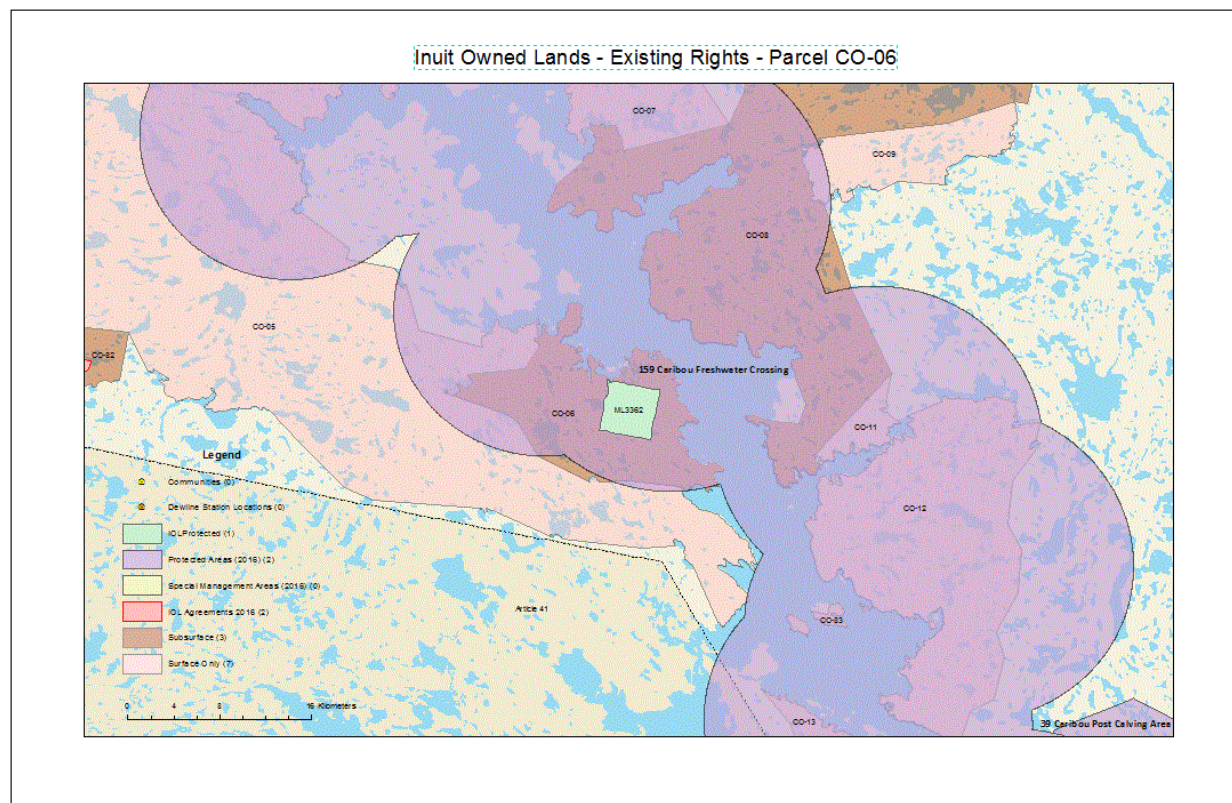 Inuit Owned Lands - Existing Rights - Parcel CO-06
CO-07
CO-09
CO-08
CO-05
CO-82
159 Caribou Freshwater Crossing
ML3362
CO-06
CO-11
CO-12
CO-83
CO-13
Article 41
39 Caribou Post Calving Area
Legend
Communities (0)
Dewline Station Locations (0)
IOLProtected (1)
Protected Areas (2016) (2)
Special Management Areas (2016) (0)
IOL Agreements 2016 (2)
Subsurface (3)
Surface Only (7)
0 4 8 16 Kilometers